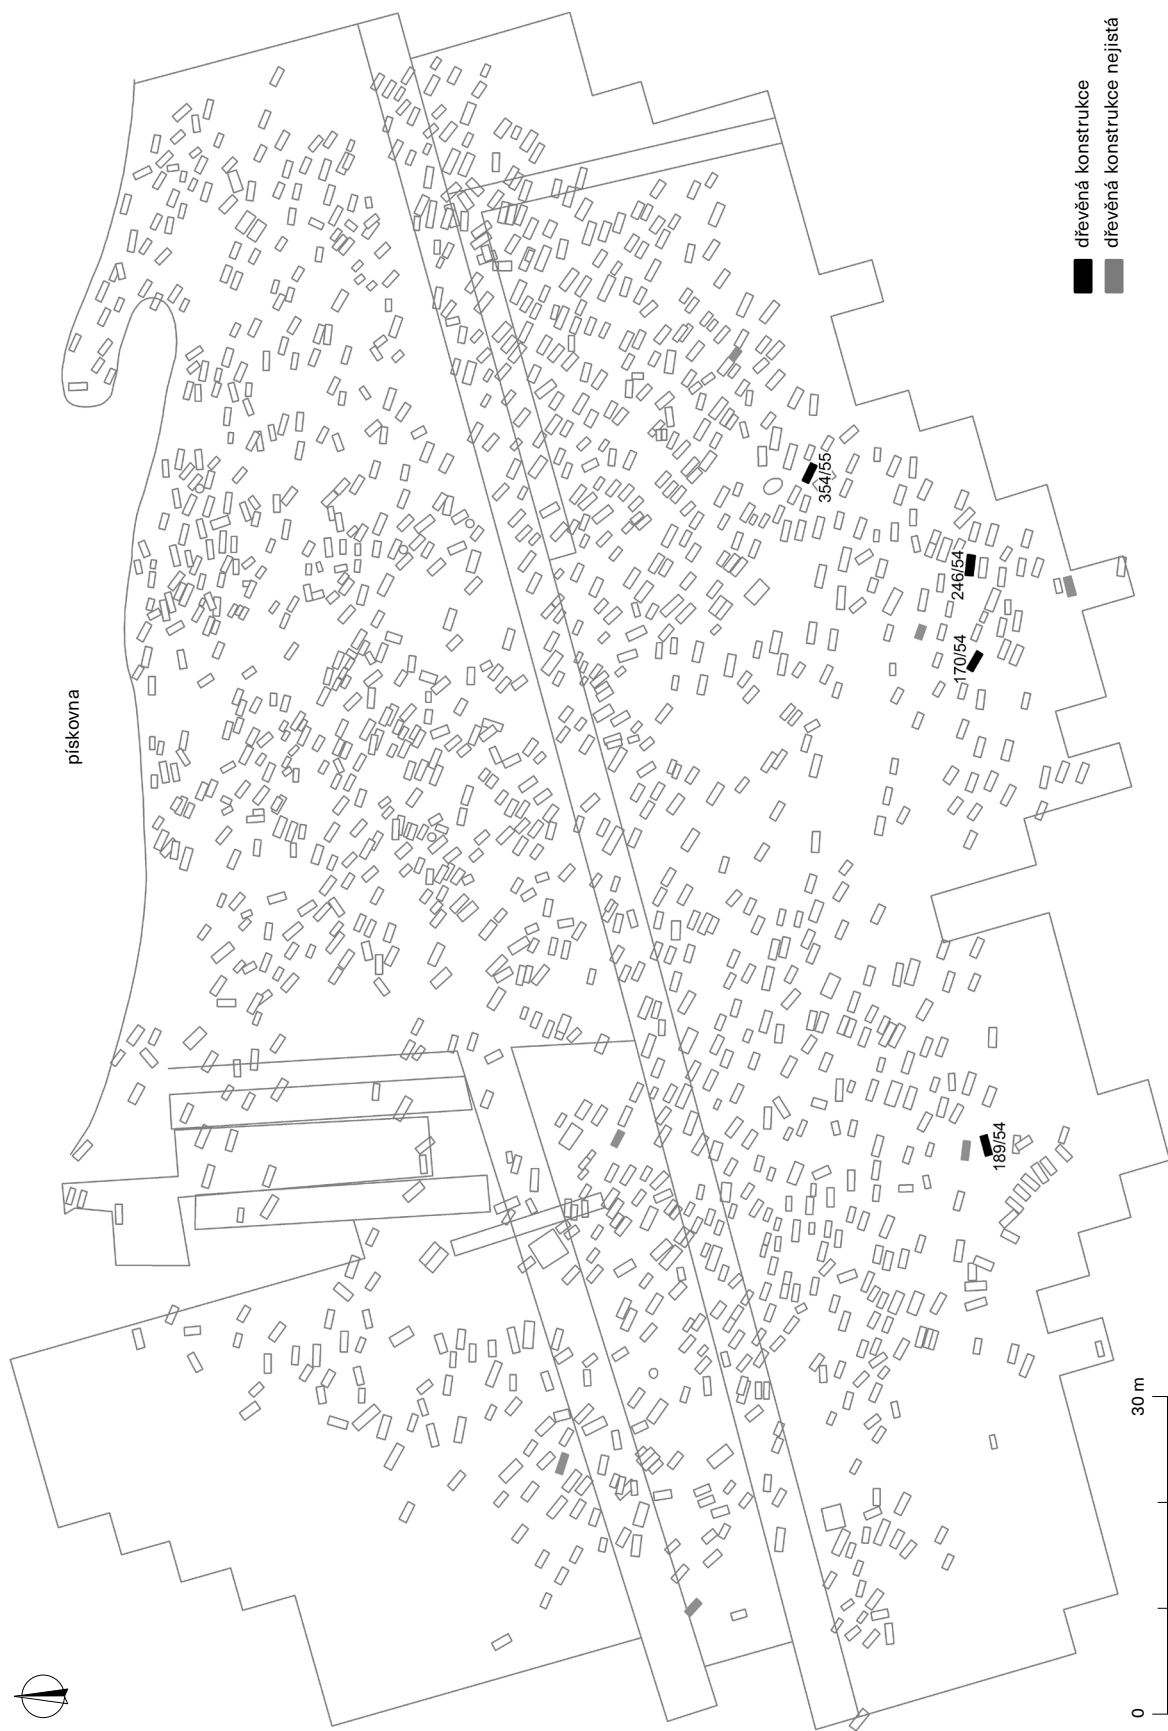 pískovna
dřevěná konstrukce
dřevěná konstrukce nejistá
354/55
246/54
170/54
189/54
0
30 m